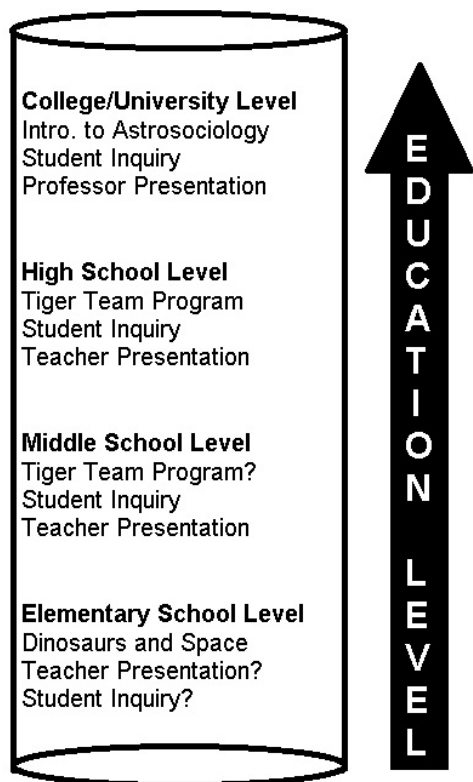 College/University Level
Intro. to Astrosociology
Student Inquiry
Professor Presentation
High School Level
Tiger Team Program
Student Inquiry
Teacher Presentation
Middle School Level
Tiger Team Program?
Student Inquiry
Teacher Presentation
Elementary School Level
Dinosaurs and Space
Teacher Presentation?
Student Inquiry?
EDUCATION LEVEL